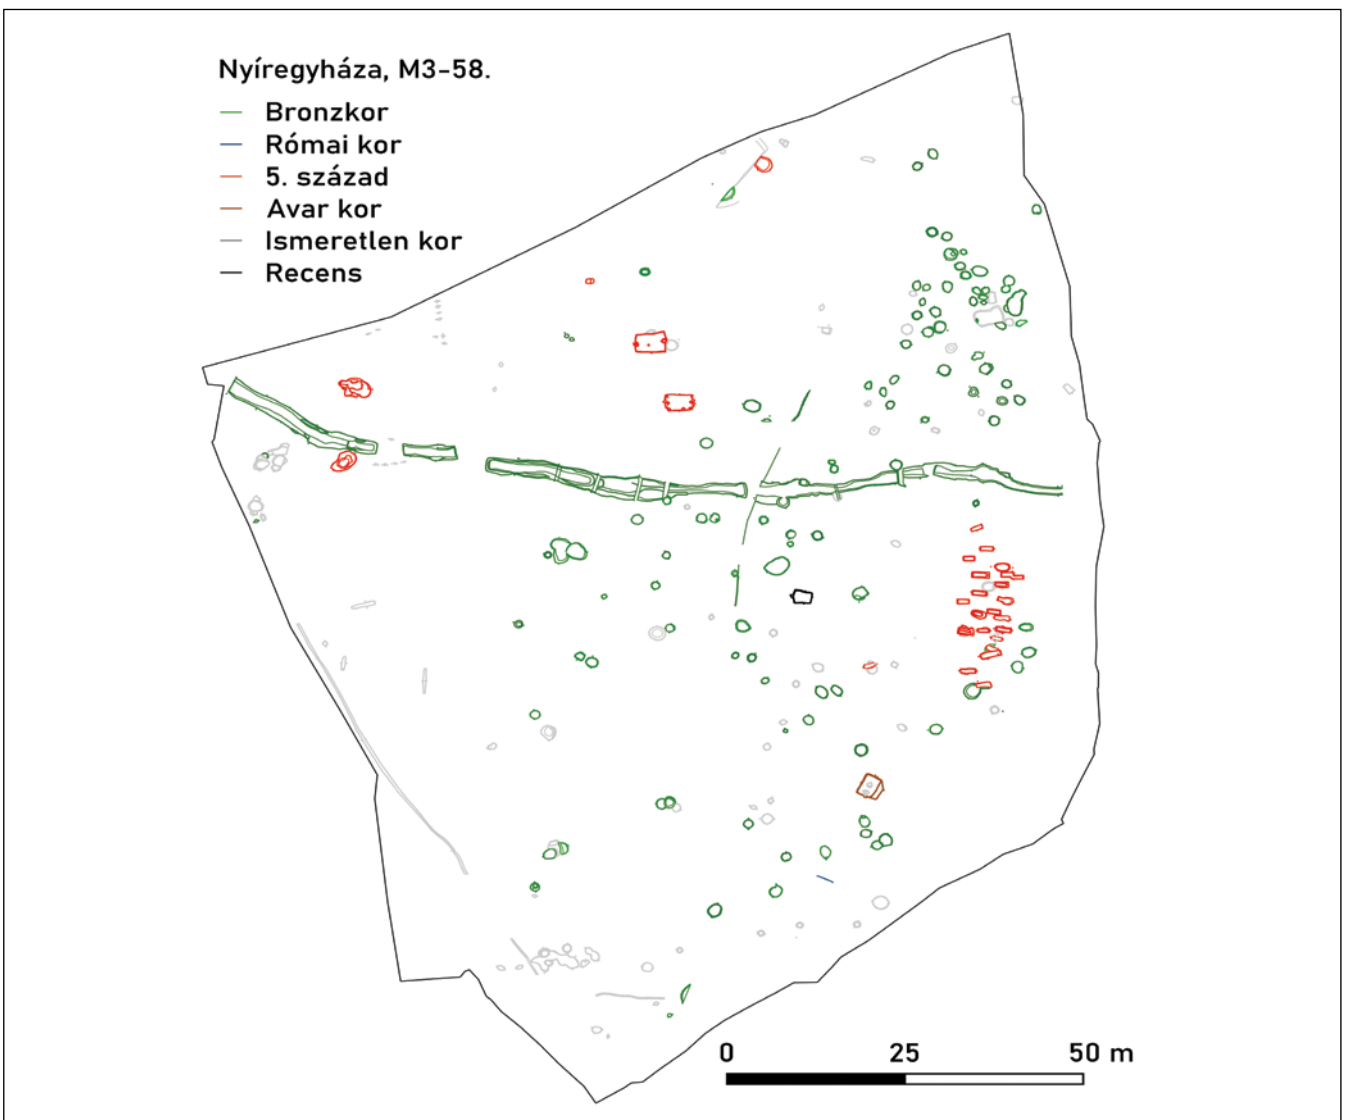 Nyíregyháza, M3-58.
Bronzkor
Római kor
5. század
Avar kor
Ismeretlen kor
Recens
0 25 50 m